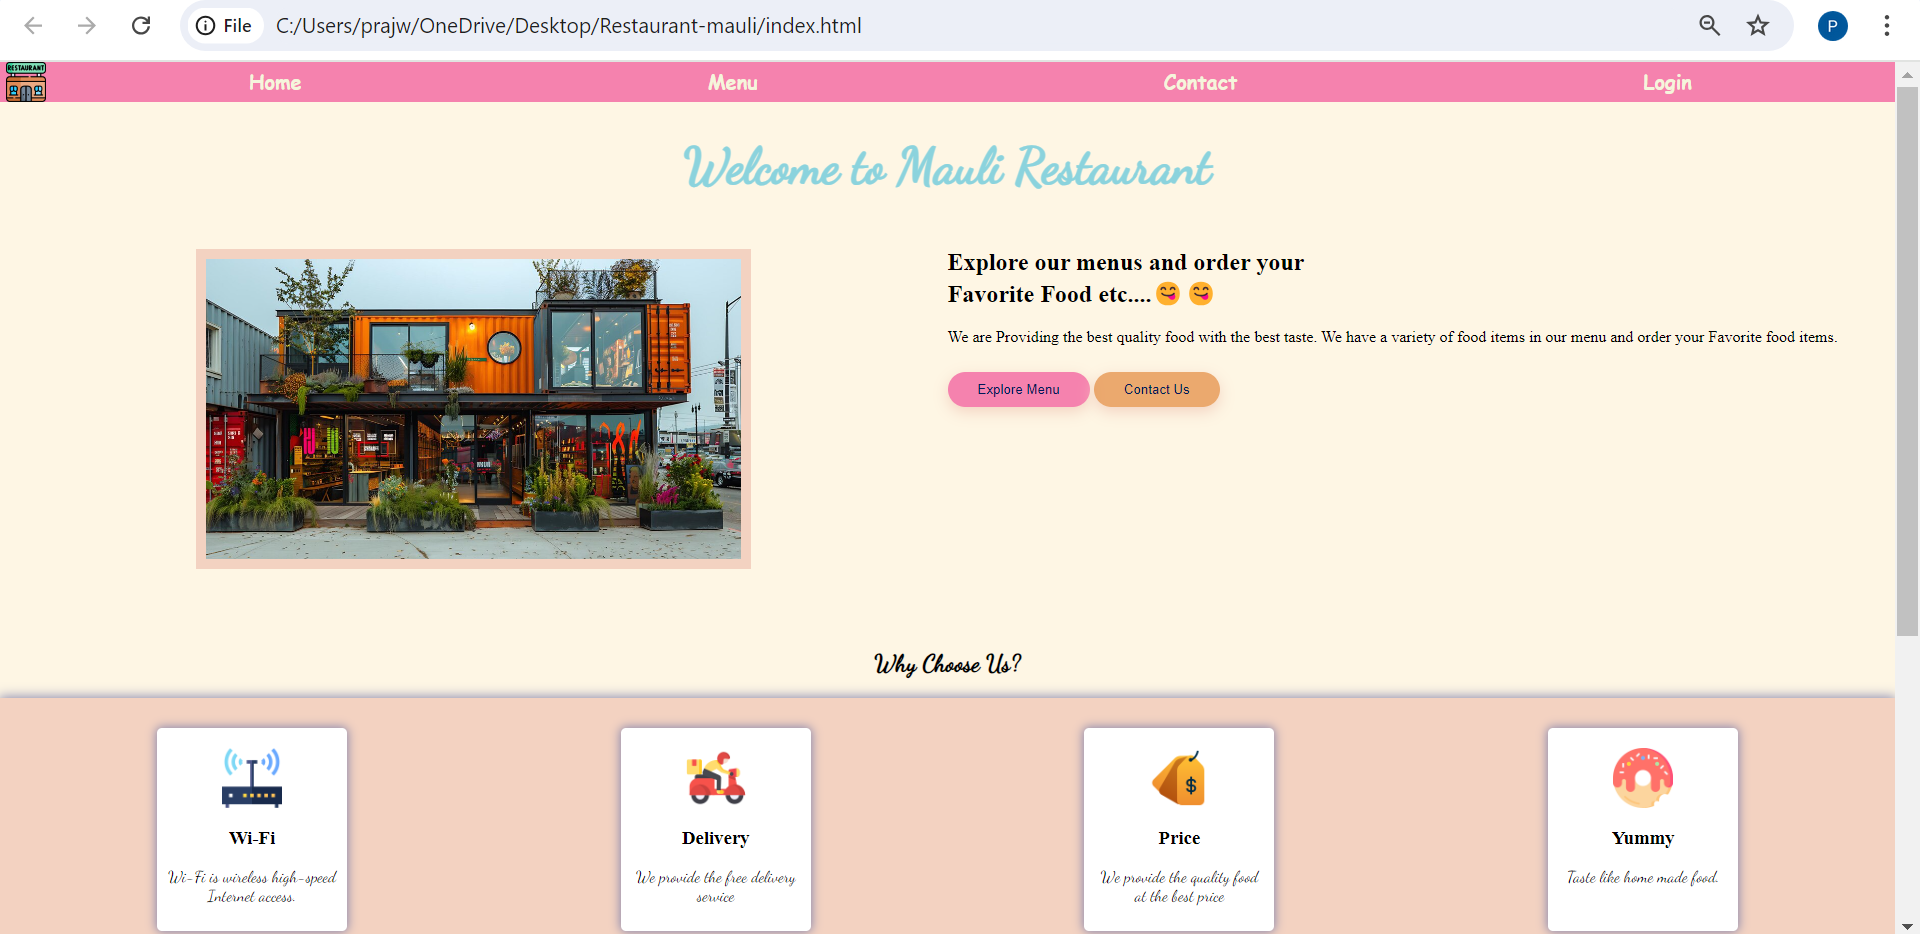 File C:/Users/prajw/OneDrive/Desktop/Restaurant-mauli/index.html
P
RESTAURANT
Home Menu Contact Login
Welcome to Mauli Restaurant
Explore our menus and order your
Favorite Food etc....😋 😋
We are Providing the best quality food with the best taste. We have a variety of food items in our menu and order your Favorite food items.
Explore Menu Contact Us
Why Choose Us?
$
Wi-Fi
Wi-Fi is wireless high-speed
Internet access.
Delivery
We provide the free delivery
service
Price
We provide the quality food
at the best price
Yummy
Taste like home made food.